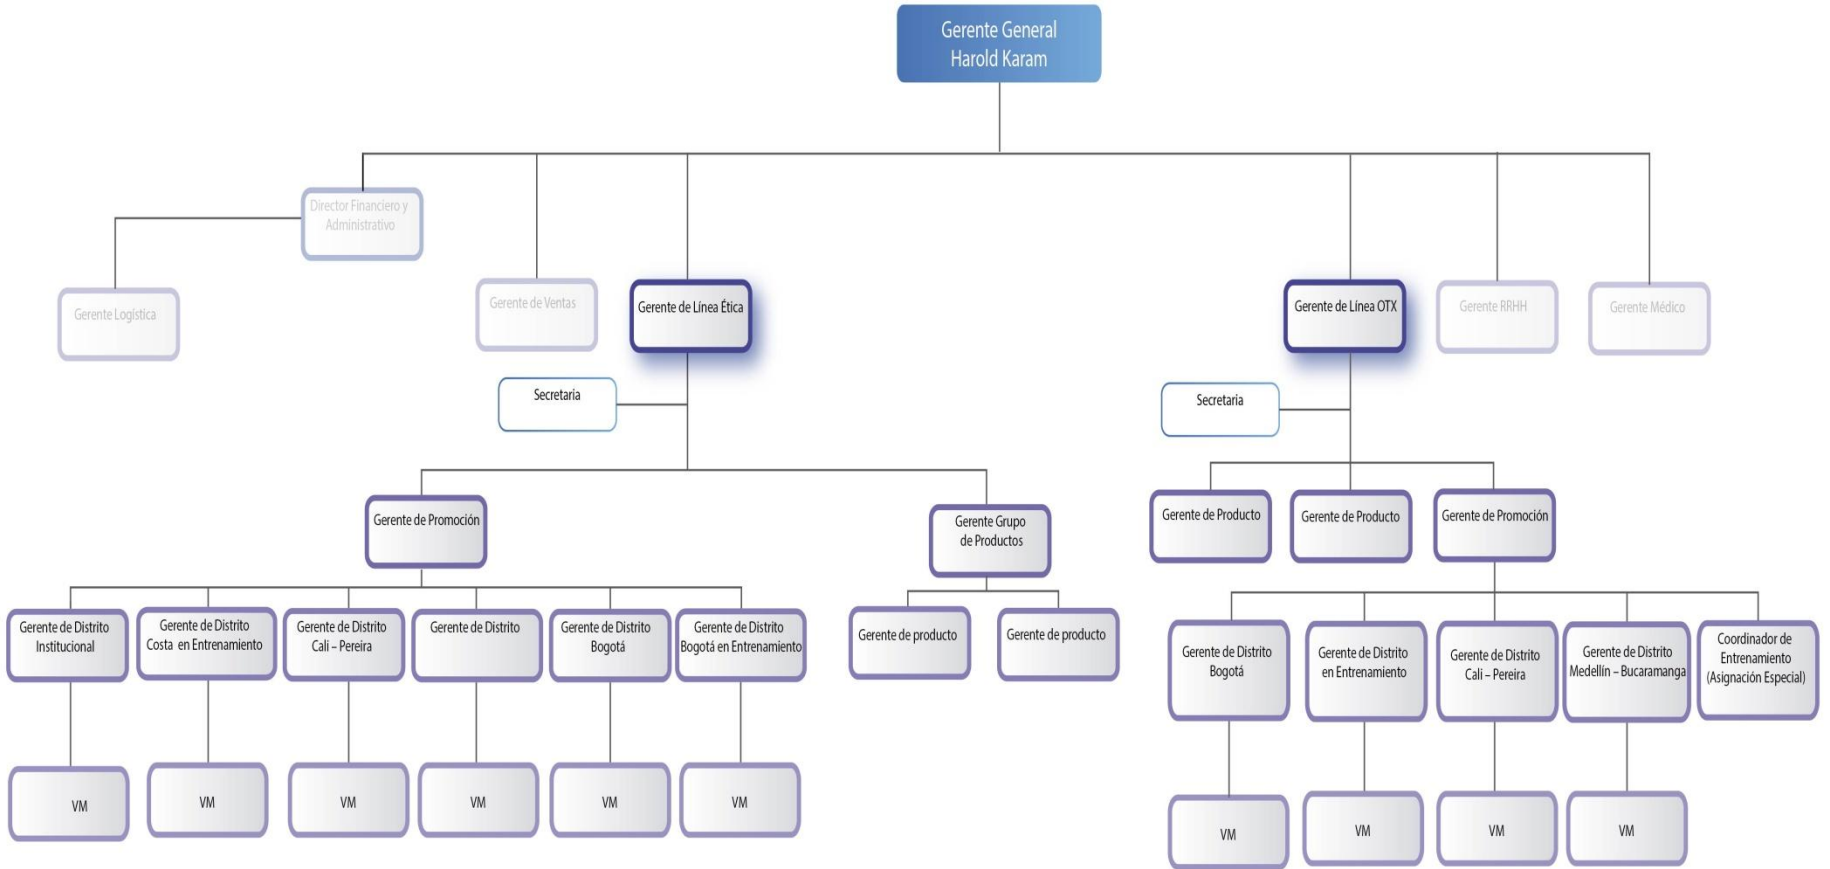 Gerente General
Harold Karam
Director Financiero y
Administrativo
Gerente Logística
Gerente de Ventas
Gerente de Línea Ética
Gerente de Línea OTX
Gerente RRHH
Gerente Médico
Secretaria
Secretaria
Gerente de Promoción
Gerente Grupo
de Productos
Gerente de Producto
Gerente de Producto
Gerente de Promoción
Gerente de Distrito
Institucional
Gerente de Distrito
Costa en Entrenamiento
Gerente de Distrito
Cali – Pereira
Gerente de Distrito
Gerente de Distrito
Bogotá
Gerente de Distrito
Bogotá en Entrenamiento
Gerente de producto
Gerente de producto
Gerente de Distrito
Bogotá
Gerente de Distrito
en Entrenamiento
Gerente de Distrito
Cali – Pereira
Gerente de Distrito
Medellín – Bucaramanga
Coordinador de
Entrenamiento
(Asignación Especial)
VM
VM
VM
VM
VM
VM
VM
VM
VM
VM